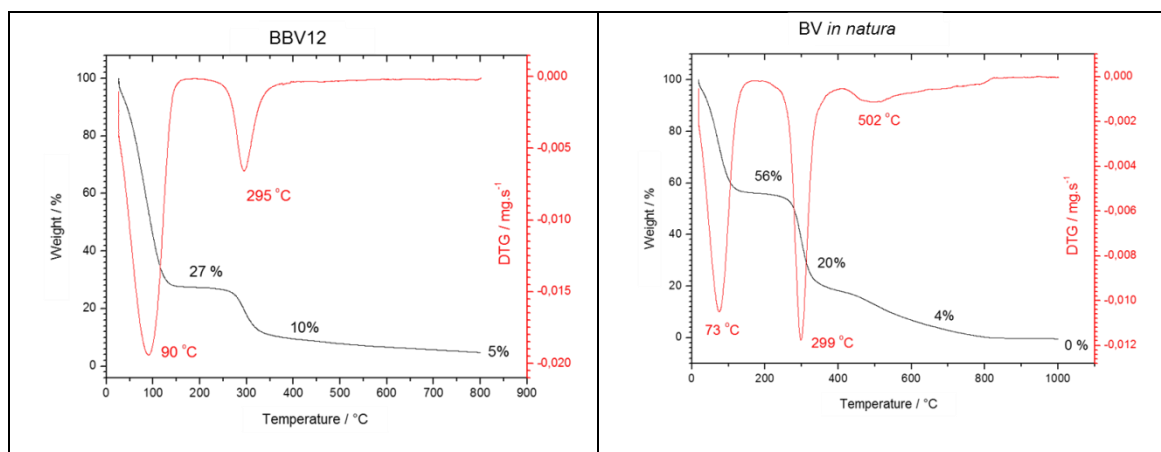 BBV12
100
80
60
40
20
0
Weight / %
27 %
10%
5%
90 °C
295 °C
0,000
-0,005
-0,010
-0,015
-0,020
DTG / mg.s⁻¹
0 100 200 300 400 500 600 700 800 900
Temperature / °C
BV in natura
100
80
60
40
20
0
Weight / %
56%
20%
4%
0 %
73 °C
299 °C
502 °C
0,000
-0,002
-0,004
-0,006
-0,008
-0,010
-0,012
DTG / mg.s⁻¹
0 200 400 600 800 1000
Temperature / °C